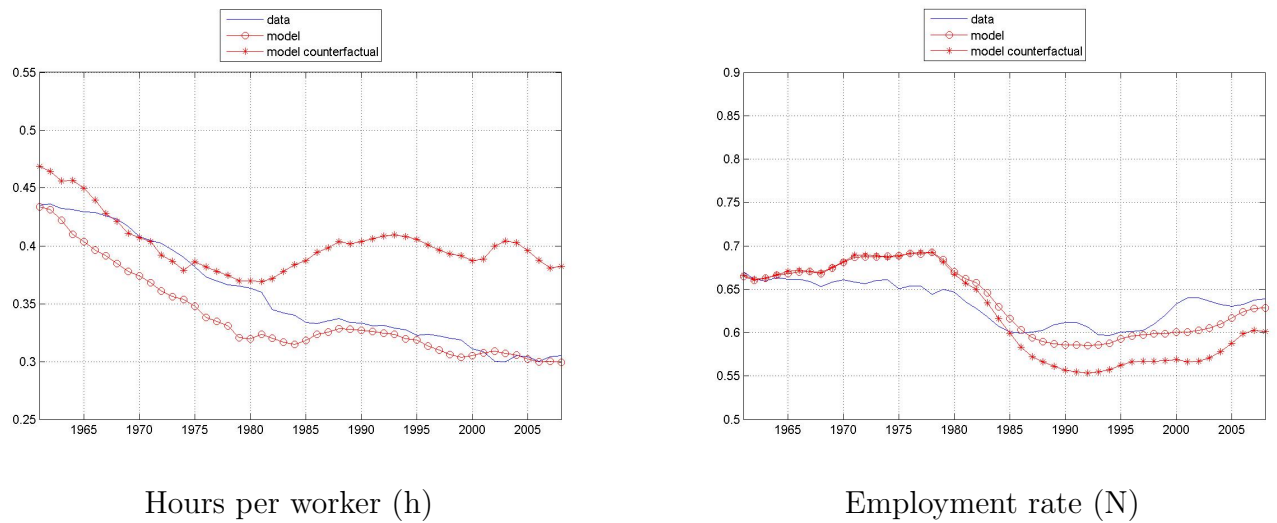 data
model
model counterfactual
0.55
0.5
0.45
0.4
0.35
0.3
0.25
1965 1970 1975 1980 1985 1990 1995 2000 2005
Hours per worker (h)
data
model
model counterfactual
0.9
0.85
0.8
0.75
0.7
0.65
0.6
0.55
0.5
1965 1970 1975 1980 1985 1990 1995 2000 2005
Employment rate (N)